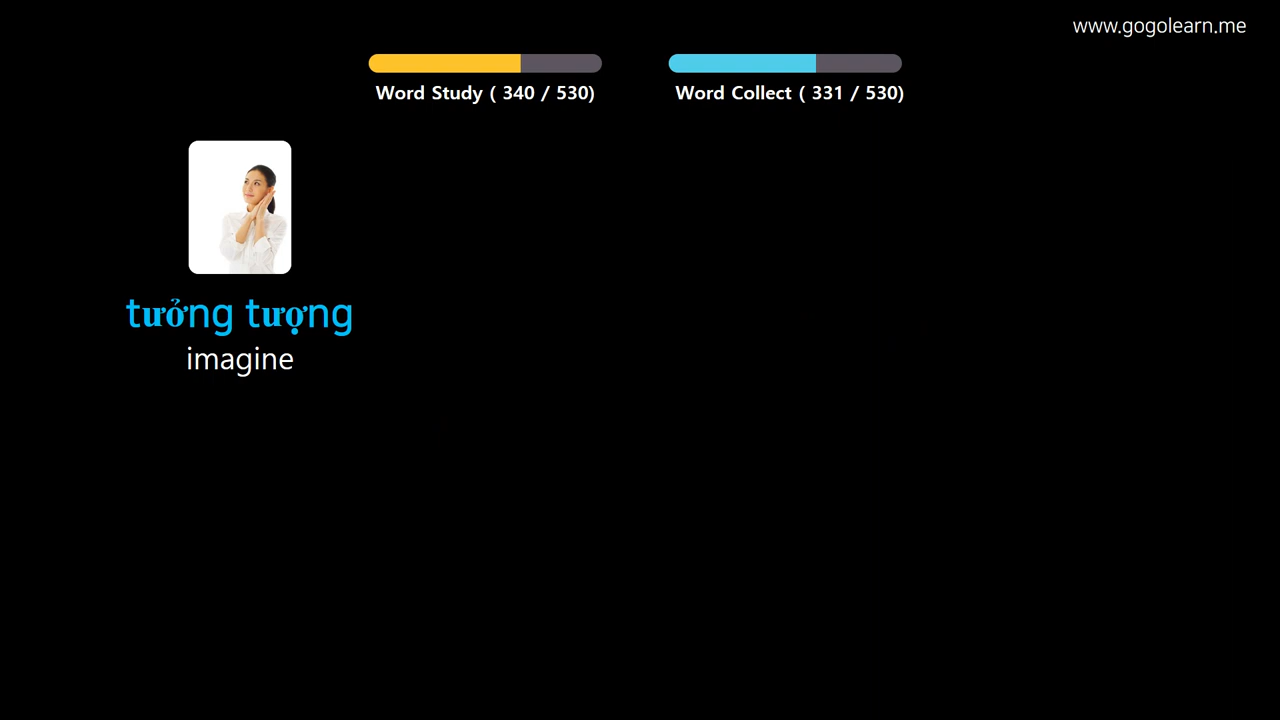 www.gogolearn.me
Word Study ( 340 / 530)
Word Collect ( 331 / 530)
tưởng tượng
imagine